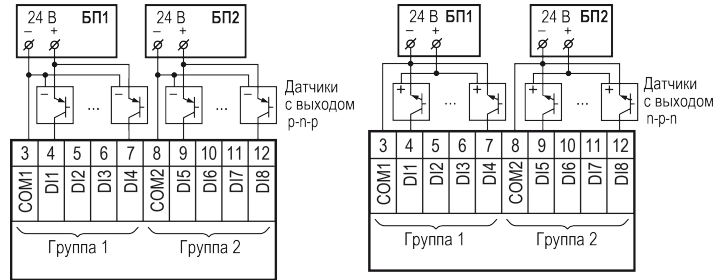 24 В БП1
– +
24 В БП2
– +
– ... –
– ... –
Датчики
с выходом
p-n-p
3 4 5 6 7 8 9 10 11 12
COM1 DI1 DI2 DI3 DI4 COM2 DI5 DI6 DI7 DI8
Группа 1 Группа 2
24 В БП1
– +
24 В БП2
– +
+ ... +
+ ... +
Датчики
с выходом
n-p-n
3 4 5 6 7 8 9 10 11 12
COM1 DI1 DI2 DI3 DI4 COM2 DI5 DI6 DI7 DI8
Группа 1 Группа 2